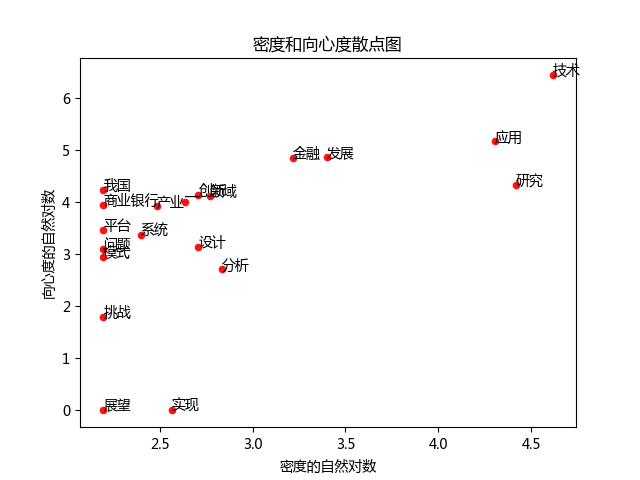 密度和向心度散点图
技术
应用
研究
金融
发展
我国
创新
领域
商业银行
产业
一
平台
系统
问题
模式
设计
分析
挑战
展望
实现
6
5
4
3
2
1
0
向心度的自然对数
2.5
3.0
3.5
4.0
4.5
密度的自然对数